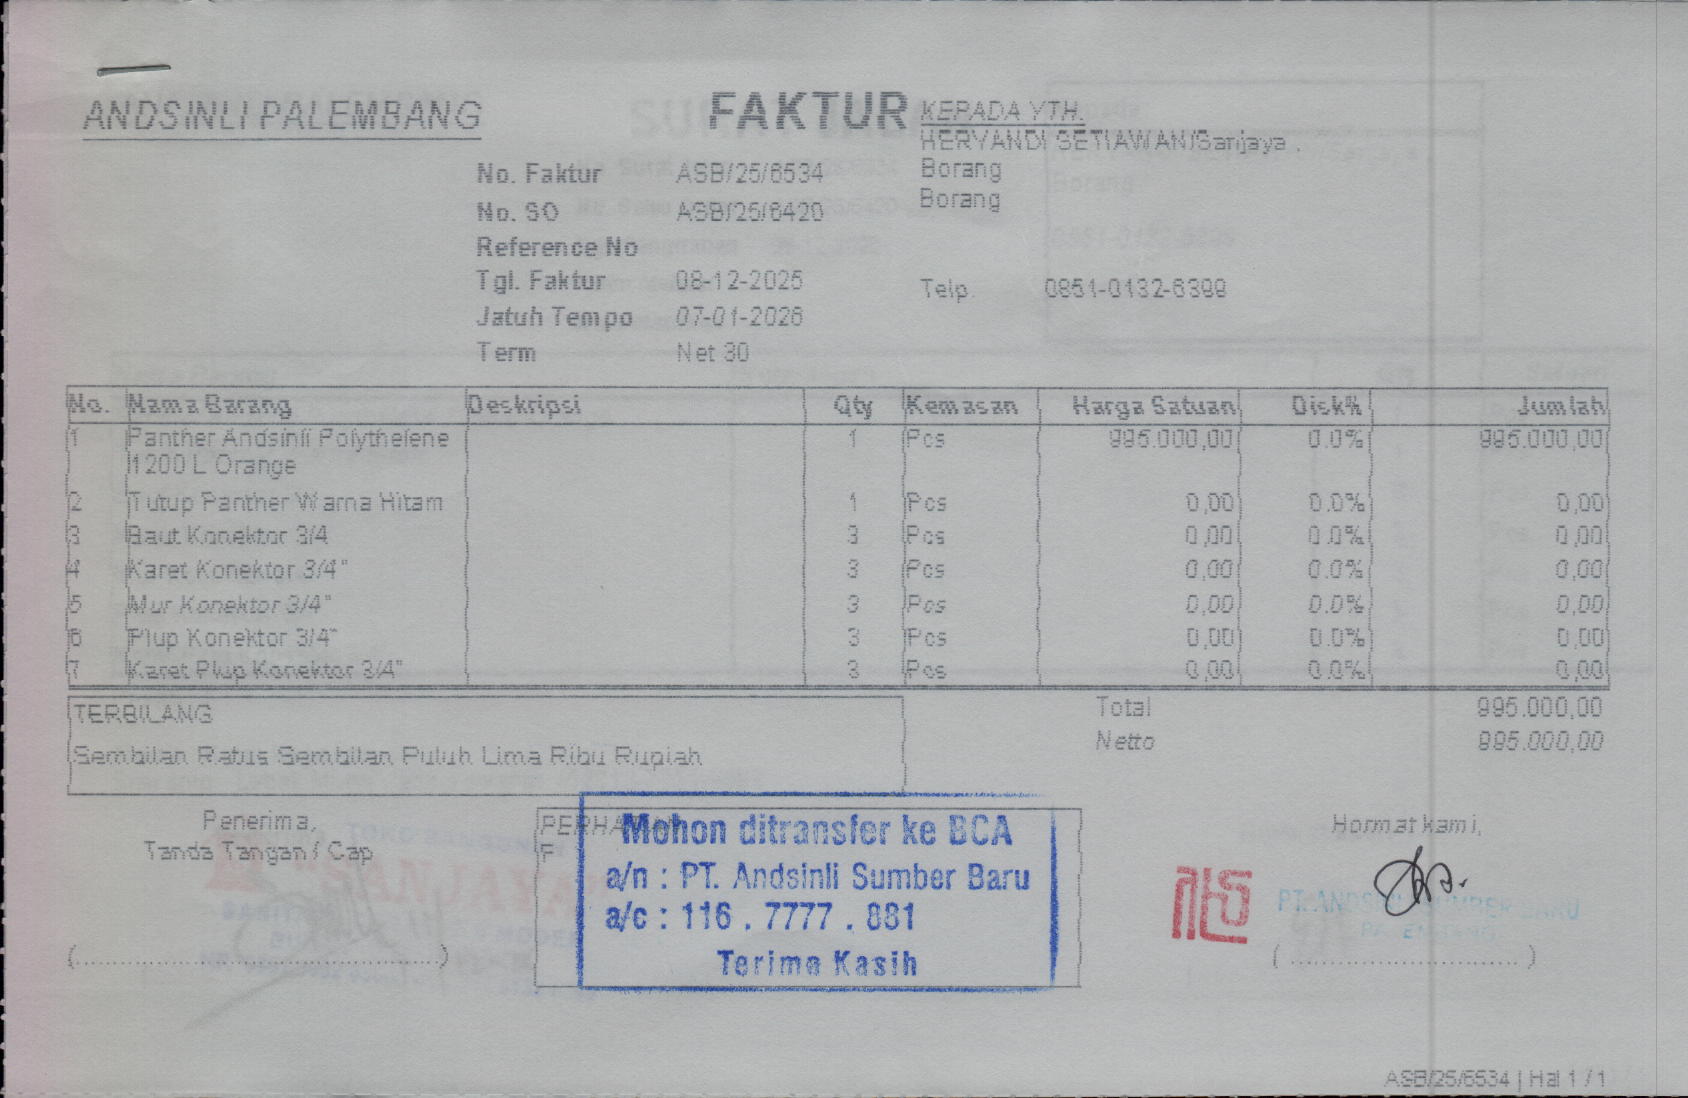 ANDSINLI PALEMBANG
FAKTUR
KEPADA YTH.
HERYANDI SETIAWAN/Sanjaya .
Borang
Borang
Telp. 0851-0132-6399
No. Faktur ASB/25/6534
No. SO ASB/25/6420
Reference No
Tgl. Faktur 08-12-2025
Jatuh Tempo 07-01-2026
Term Net 30
No. Nama Barang Deskripsi Qty Kemasan Harga Satuan Disk% Jumlah
1 Panther Andsinli Polythelene 1 Pcs 995.000,00 0.0% 995.000,00
1200 L Orange
2 Tutup Panther Warna Hitam 1 Pcs 0,00 0.0% 0,00
3 Baut Konektor 3/4 3 Pcs 0,00 0.0% 0,00
4 Karet Konektor 3/4" 3 Pcs 0,00 0.0% 0,00
5 Mur Konektor 3/4" 3 Pcs 0,00 0.0% 0,00
6 Plup Konektor 3/4" 3 Pcs 0,00 0.0% 0,00
7 Karet Plup Konektor 3/4" 3 Pcs 0,00 0.0% 0,00
TERBILANG
Sembilan Ratus Sembilan Puluh Lima Ribu Rupiah
Total 995.000,00
Netto 995.000,00
Penerima,
Tanda Tangan / Cap
(........................................)
Mohon ditransfer ke BCA
a/n : PT. Andsinli Sumber Baru
a/c : 116 . 7777 . 881
Terima Kasih
Hormat kami,
PT. ANDSINLI SUMBER BARU
PALEMBANG
(............................)
ASB/25/6534 | Hal 1 / 1